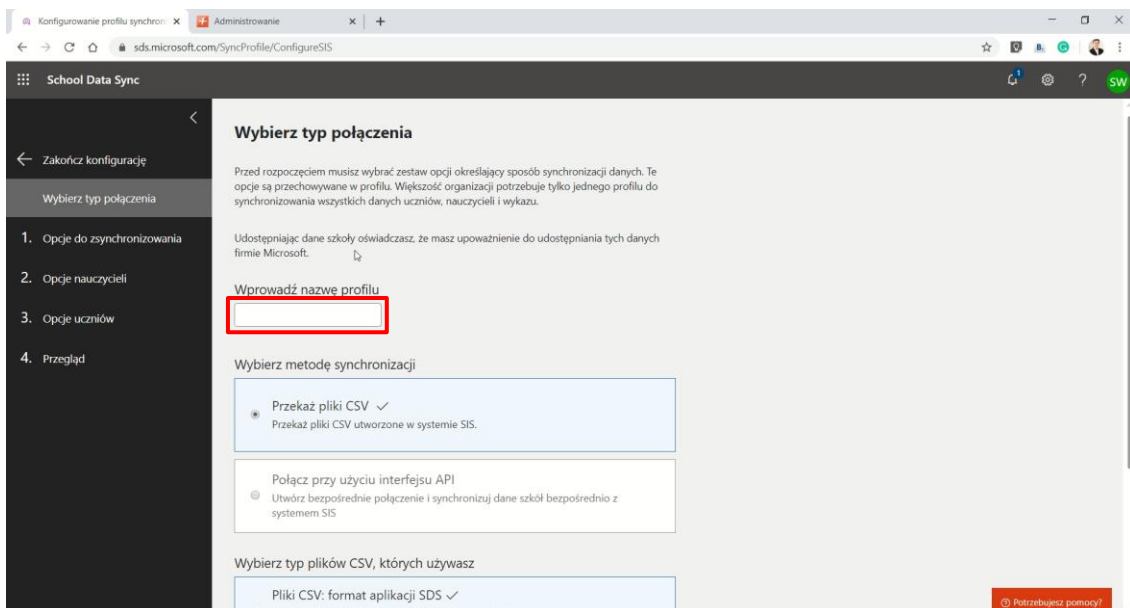 Konfigurowanie profilu synchron
Administrowanie
sds.microsoft.com/SyncProfile/ConfigureSIS
School Data Sync
1
?
SW
Zakończ konfigurację
Wybierz typ połączenia
1. Opcje do zsynchronizowania
2. Opcje nauczycieli
3. Opcje uczniów
4. Przegląd
Wybierz typ połączenia
Przed rozpoczęciem musisz wybrać zestaw opcji określający sposób synchronizacji danych. Te
opcje są przechowywane w profilu. Większość organizacji potrzebuje tylko jednego profilu do
synchronizowania wszystkich danych uczniów, nauczycieli i wykazu.
Udostępniając dane szkoły oświadczasz, że masz upoważnienie do udostępniania tych danych
firmie Microsoft.
Wprowadź nazwę profilu
Wybierz metodę synchronizacji
Przekaż pliki CSV
Przekaż pliki CSV utworzone w systemie SIS.
Połącz przy użyciu interfejsu API
Utwórz bezpośrednie połączenie i synchronizuj dane szkół bezpośrednio z
systemem SIS
Wybierz typ plików CSV, których używasz
Pliki CSV: format aplikacji SDS
Potrzebujesz pomocy?